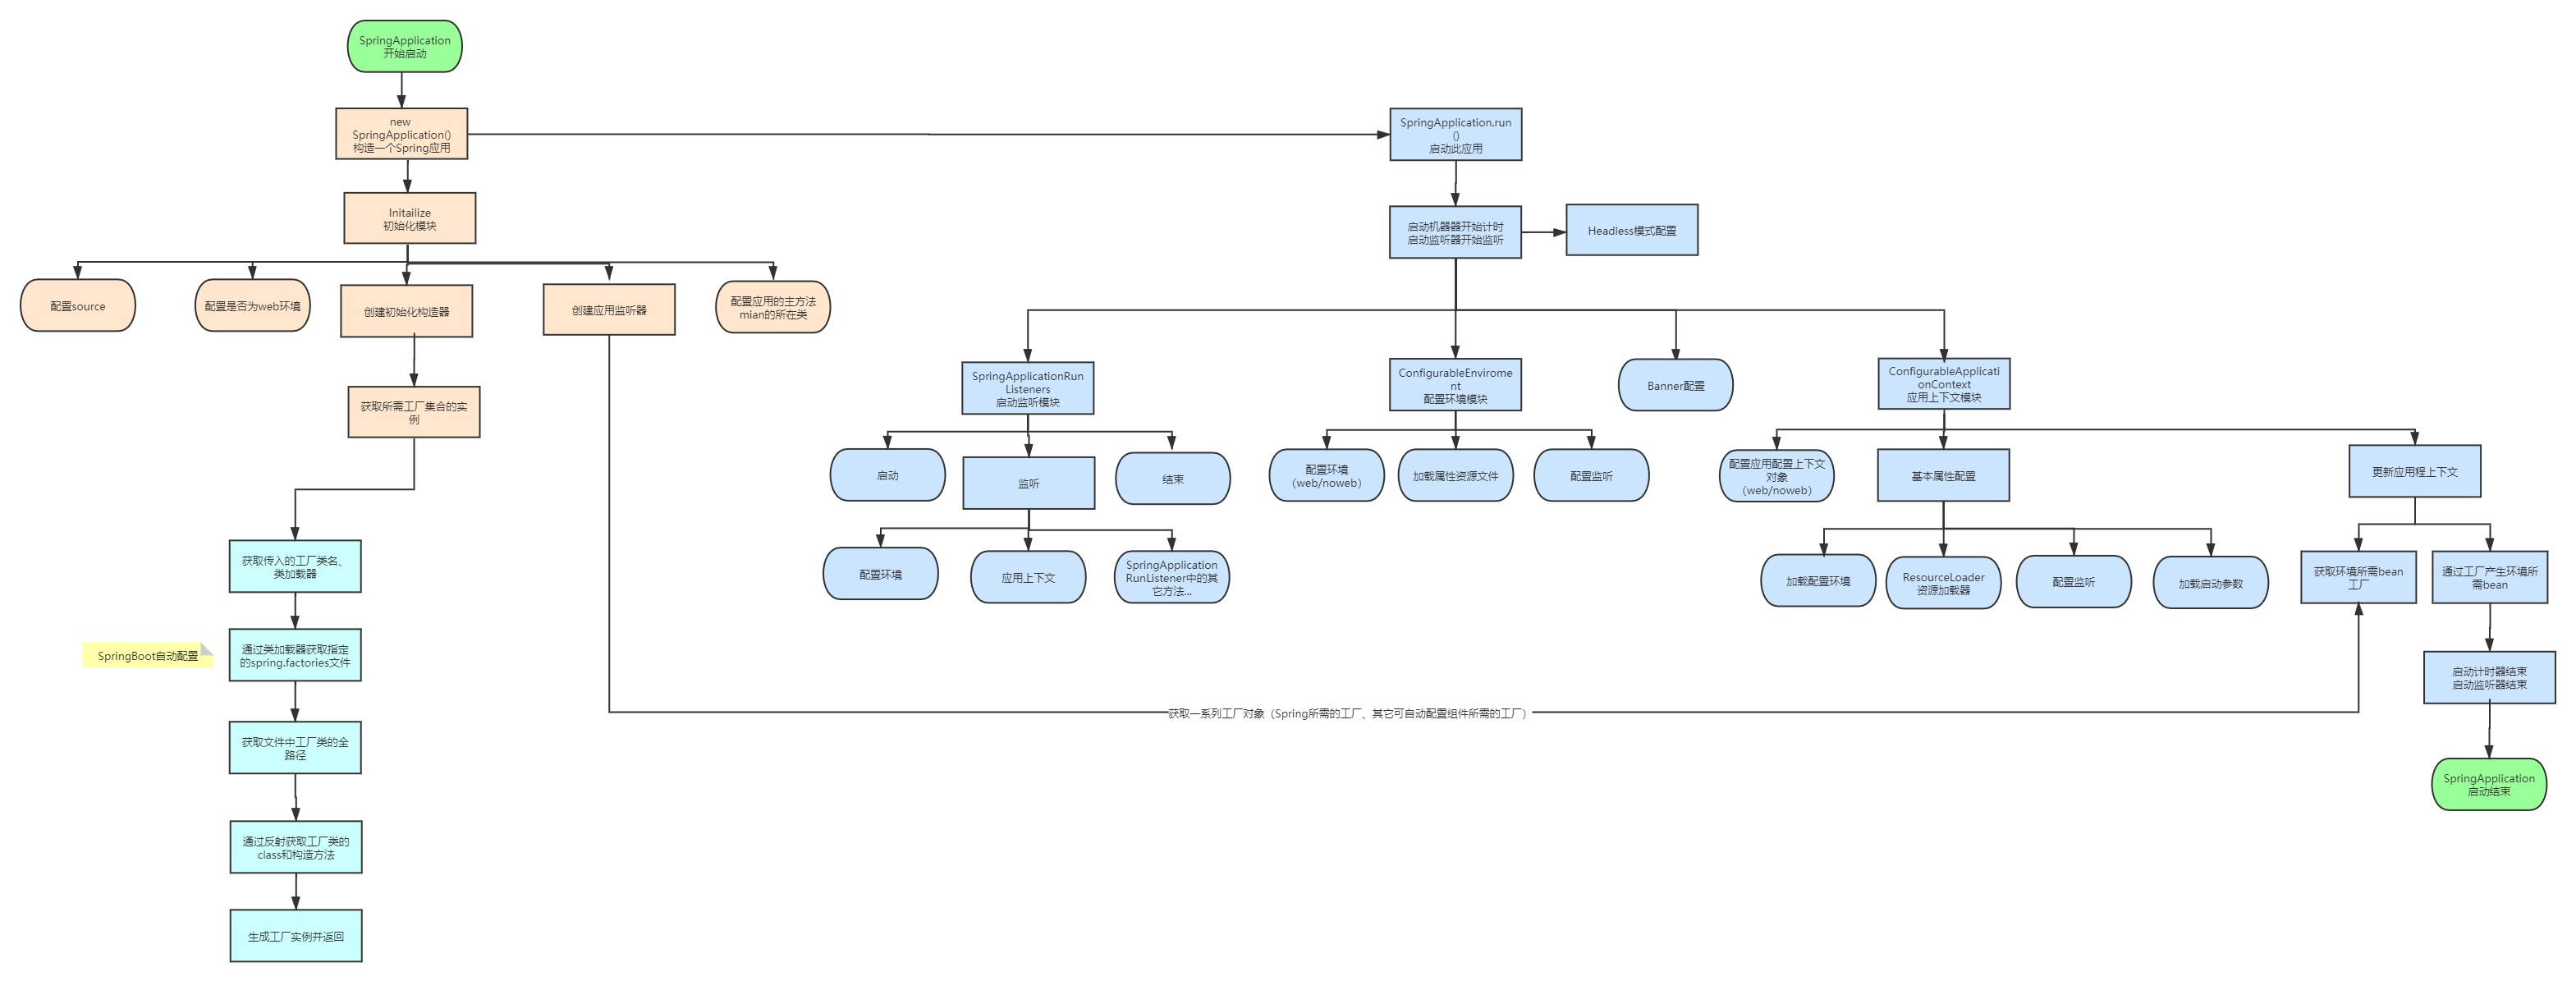 SpringApplication
开始启动
new
SpringApplication()
构造一个Spring应用
SpringApplication.run
()
启动此应用
Initailize
初始化模块
启动机器器开始计时
启动监听器开始监听
Headless模式配置
配置source
配置是否为web环境
创建初始化构造器
创建应用监听器
配置应用的主方法
mian的所在类
SpringApplicationRun
Listeners
启动监听模块
ConfigurableEnvirome
nt
配置环境模块
Banner配置
ConfigurableApplicati
onContext
应用上下文模块
获取所需工厂集合的实
例
启动
监听
结束
配置环境
（web/noweb）
加载属性资源文件
配置监听
配置应用配置上下文
对象
（web/noweb）
基本属性配置
更新应用程上下文
配置环境
应用上下文
SpringApplication
RunListener中的其
它方法...
加载配置环境
ResourceLoader
资源加载器
配置监听
加载启动参数
获取环境所需bean
工厂
通过工厂产生环境所
需bean
获取传入的工厂类名、
类加载器
SpringBoot自动配置
通过类加载器获取指定
的spring.factories文件
启动计时器结束
启动监听器结束
获取一系列工厂对象（Spring所需的工厂、其它可自动配置组件所需的工厂）
获取文件中工厂类的全
路径
SpringApplication
启动结束
通过反射获取工厂类的
class和构造方法
生成工厂实例并返回